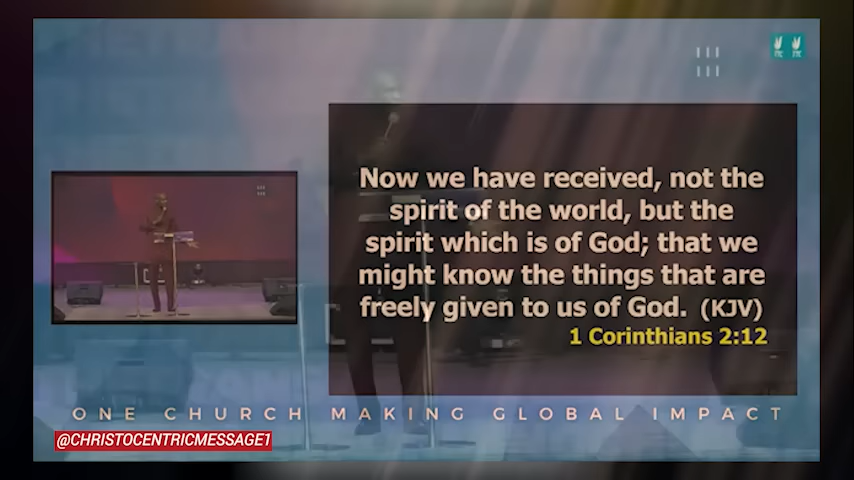 Now we have received, not the
spirit of the world, but the
spirit which is of God; that we
might know the things that are
freely given to us of God. (KJV)
1 Corinthians 2:12
ONE CHURCH MAKING GLOBAL IMPACT
@CHRISTOCENTRICMESSAGE1